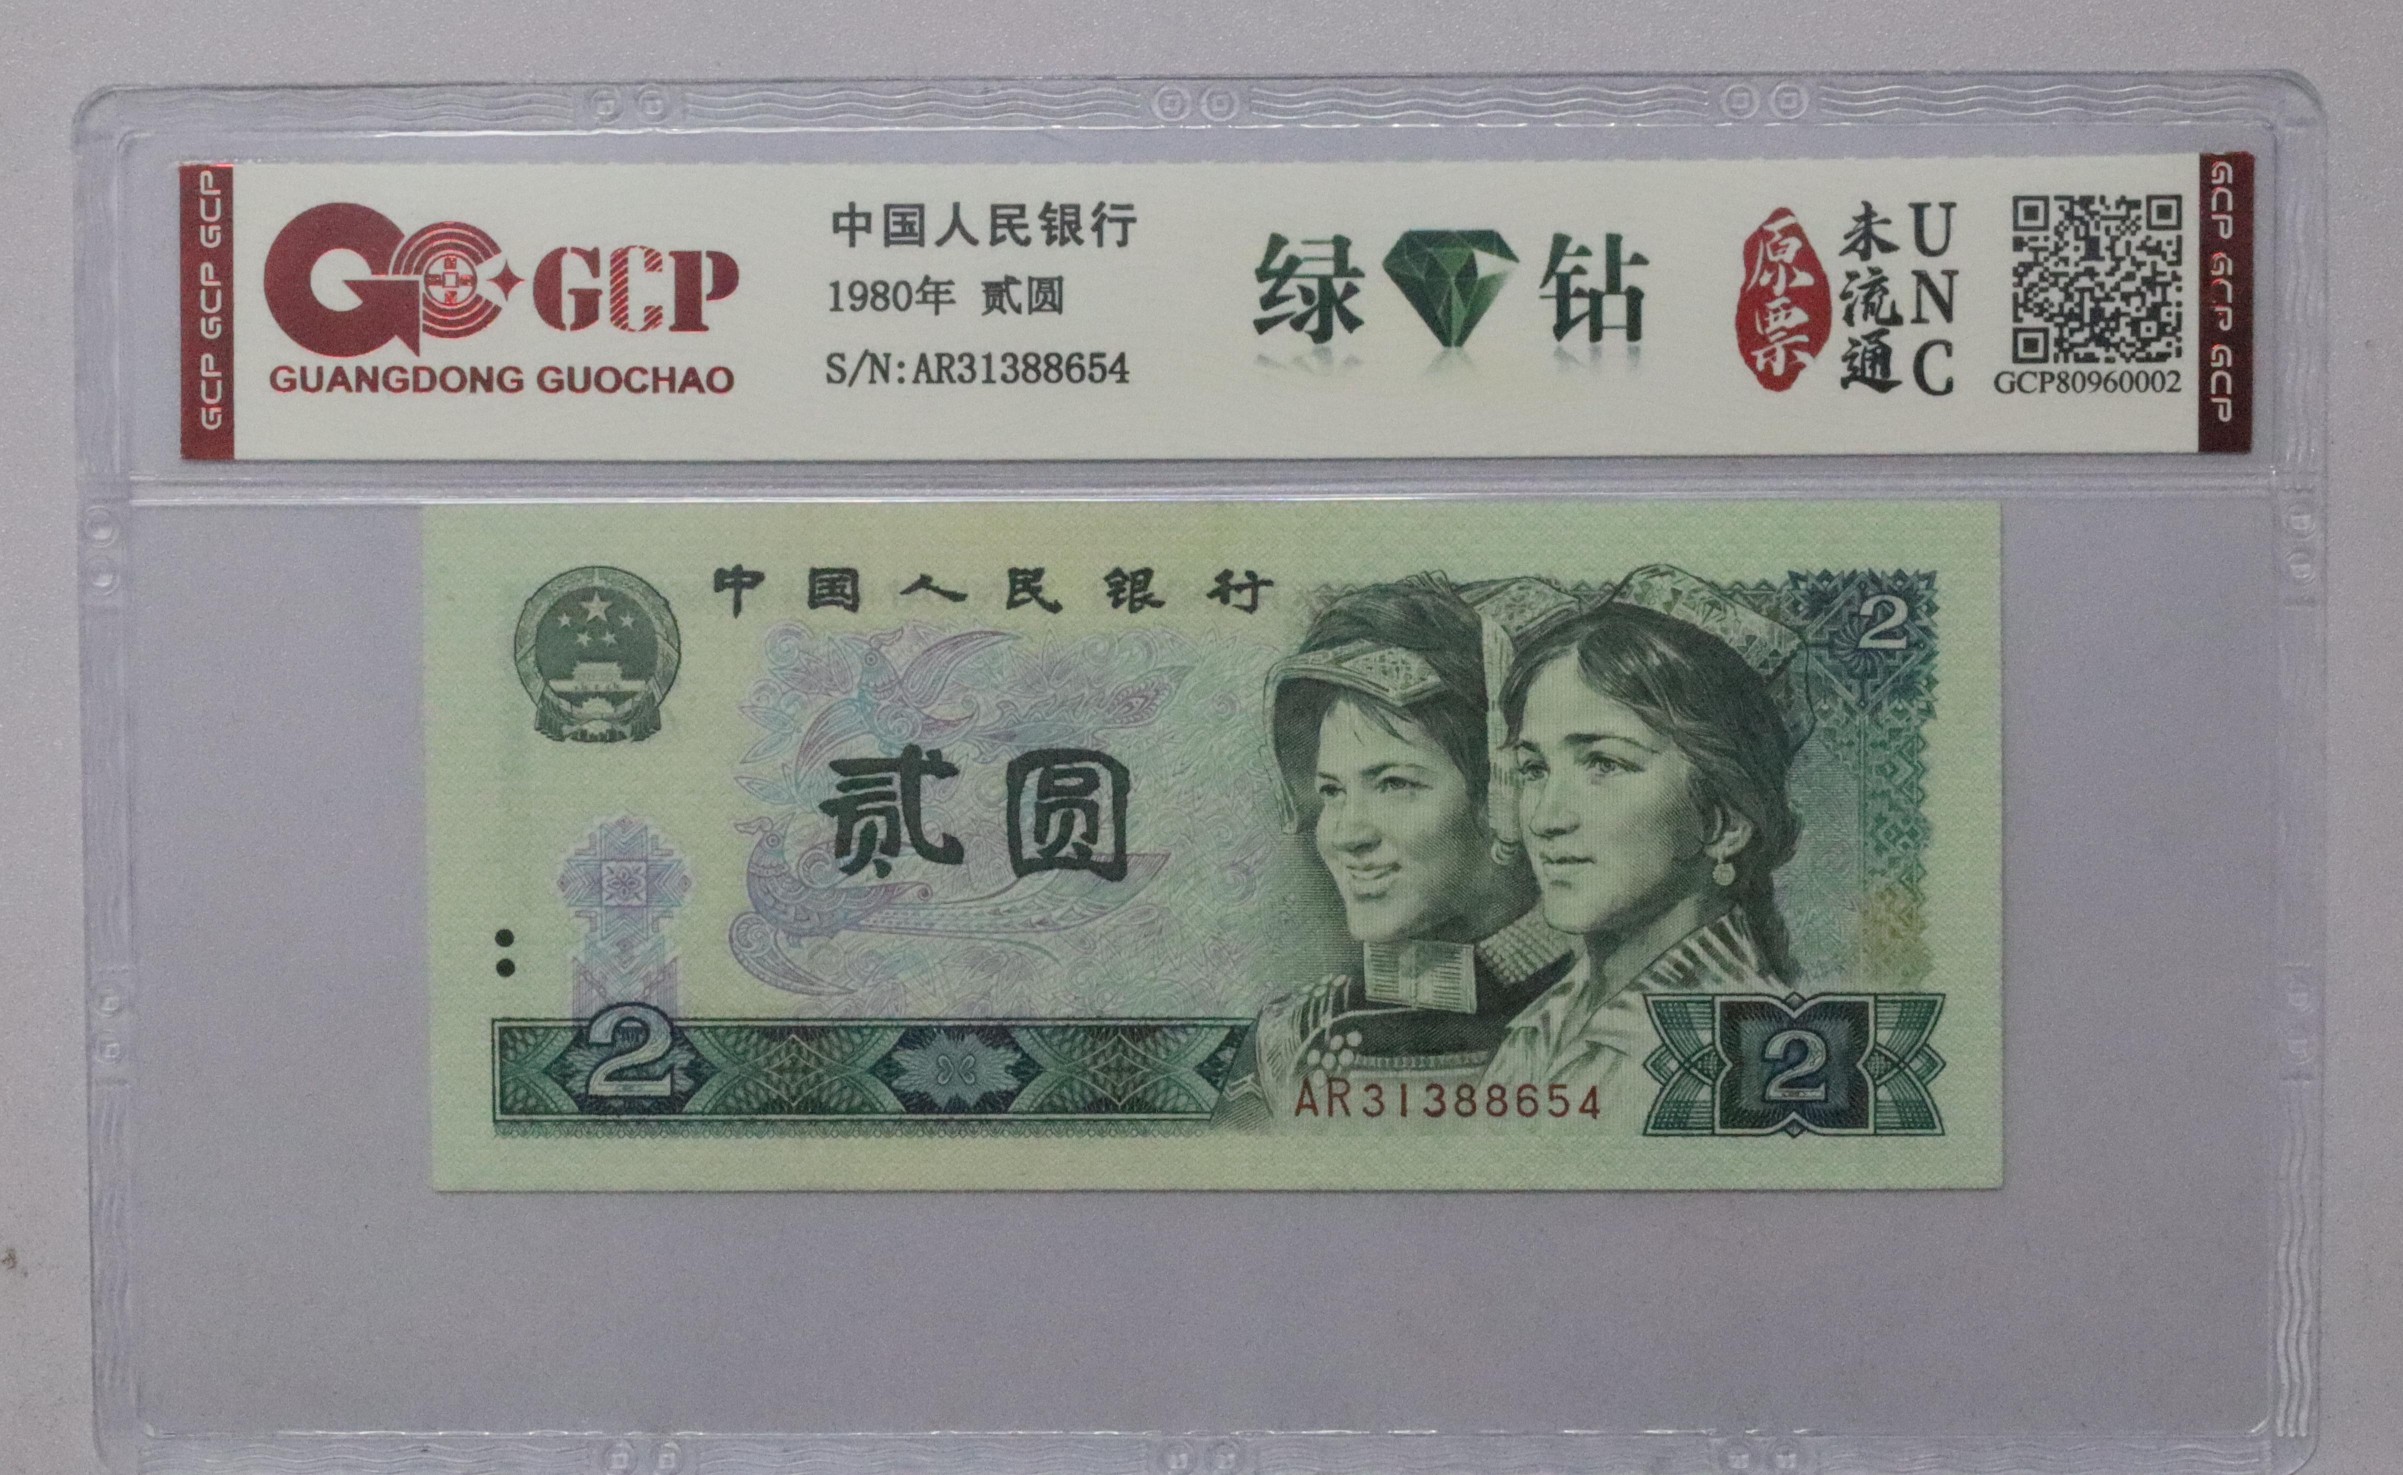 GCP GCP GCP
GCP
GUANGDONG GUOCHAO
中国人民银行
1980年 贰圆
S/N:AR31388654
绿钻
原票
未流通
UNC
GCP80960002
GCP GCP GCP GCP
中国人民银行
2
贰圆
2
AR31388654
2